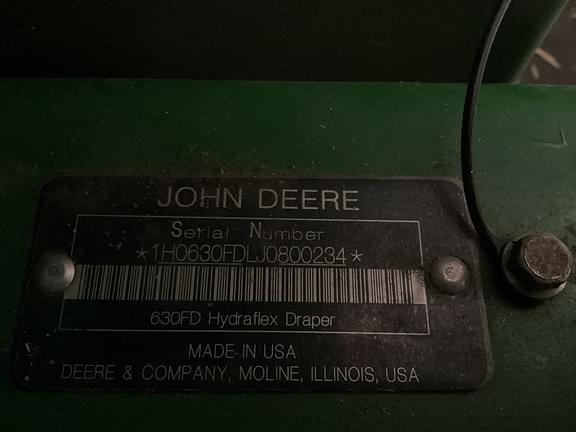 JOHN DEERE
Serial Number
*1H0630FDLJ0800234*
630FD Hydraflex Draper
MADE IN USA
DEERE & COMPANY, MOLINE, ILLINOIS, USA